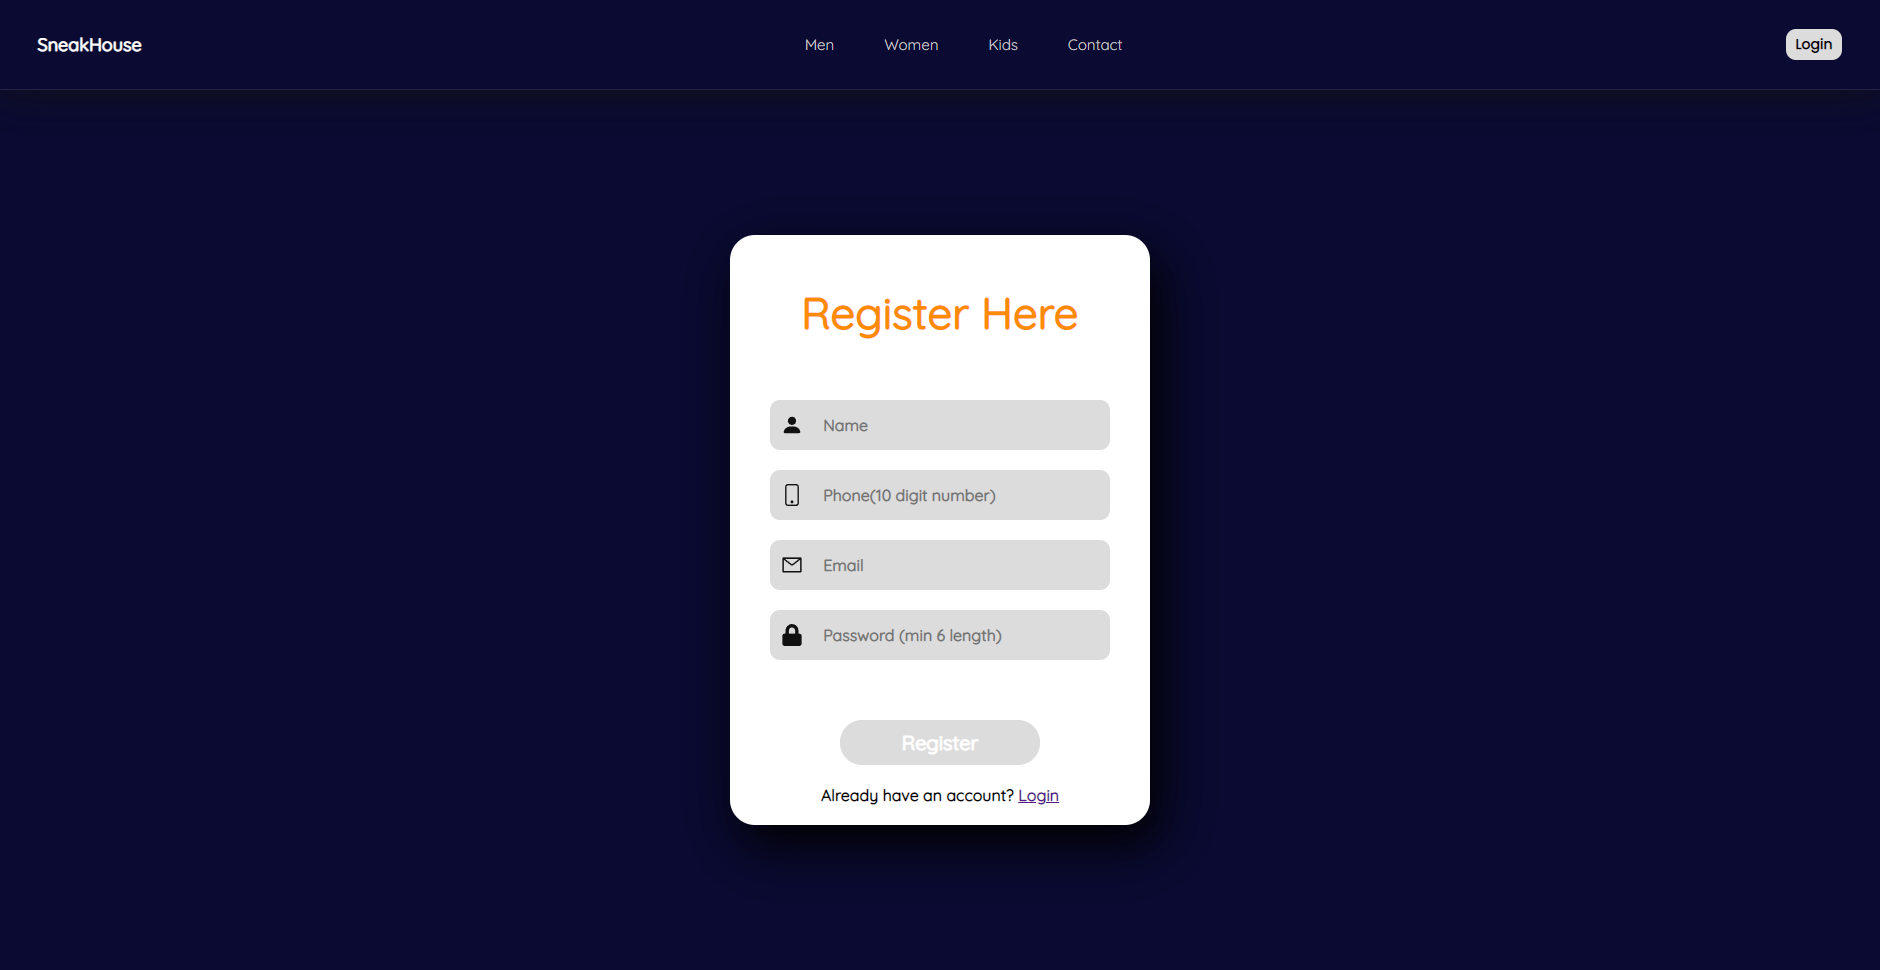 SneakHouse
Men
Women
Kids
Contact
Login
Register Here
Name
Phone(10 digit number)
Email
Password (min 6 length)
Register
Already have an account? Login